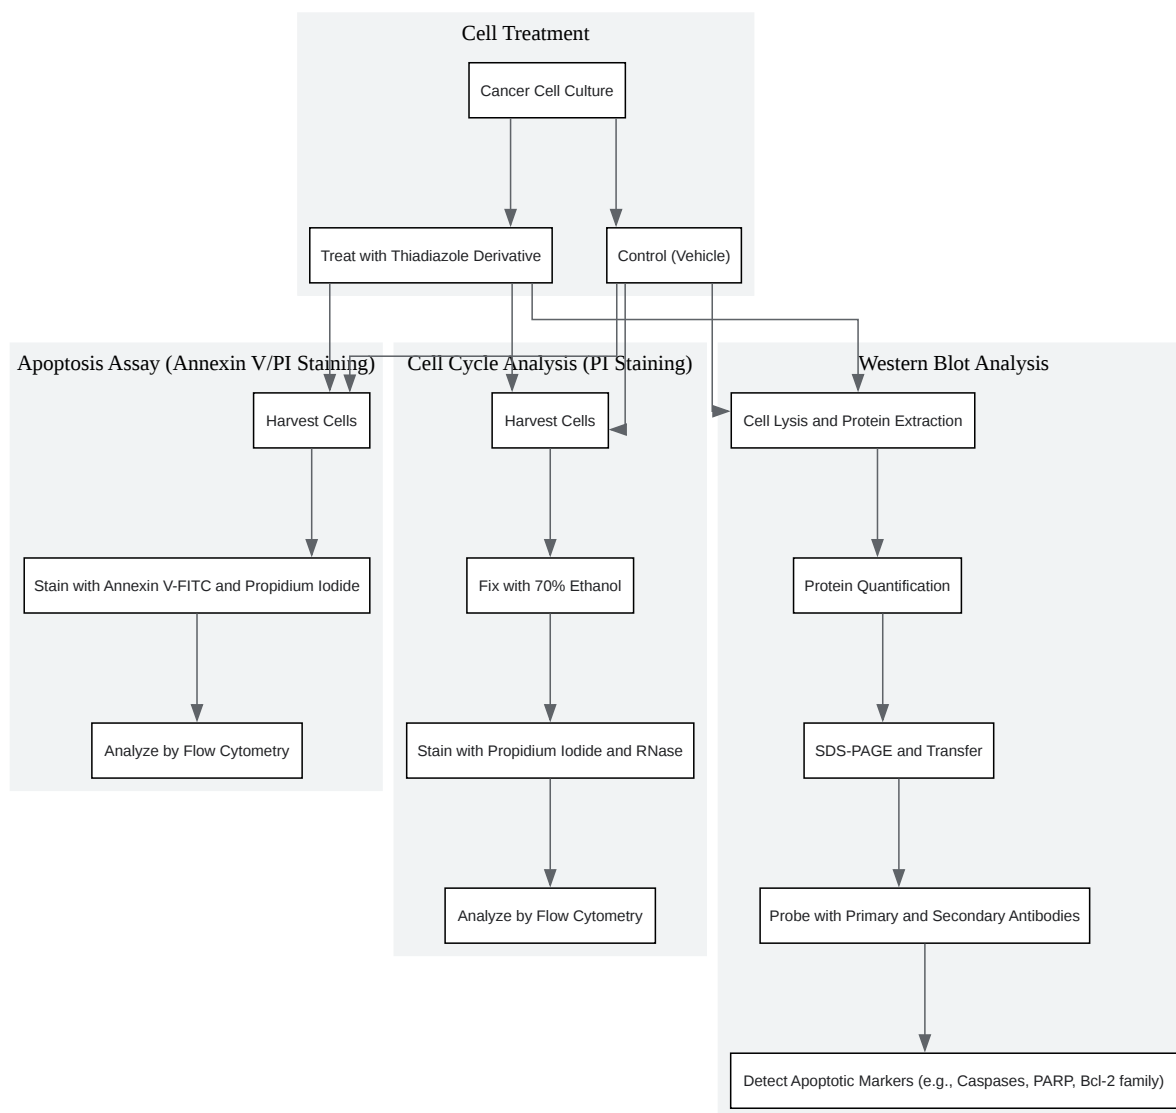 Cell Treatment
Cancer Cell Culture
Treat with Thiadiazole Derivative
Control (Vehicle)
Apoptosis Assay (Annexin V/PI Staining)
Harvest Cells
Stain with Annexin V-FITC and Propidium Iodide
Analyze by Flow Cytometry
Cell Cycle Analysis (PI Staining)
Harvest Cells
Fix with 70% Ethanol
Stain with Propidium Iodide and RNase
Analyze by Flow Cytometry
Western Blot Analysis
Cell Lysis and Protein Extraction
Protein Quantification
SDS-PAGE and Transfer
Probe with Primary and Secondary Antibodies
Detect Apoptotic Markers (e.g., Caspases, PARP, Bcl-2 family)